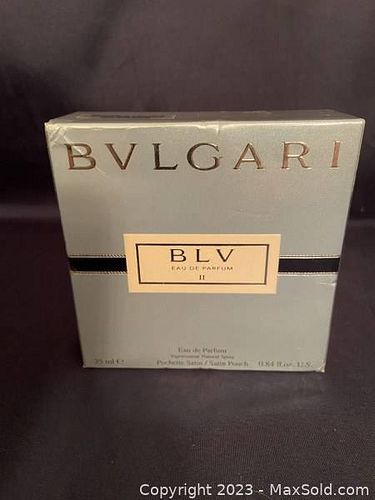 BVLGARI
BLV
EAU DE PARFUM
II
Eau de Parfum
Vaporisateur Natural Spray
25 ml e Pochette Satin / Satin Pouch 0.84 fl.oz. U.S.
Copyright 2023 - MaxSold.com